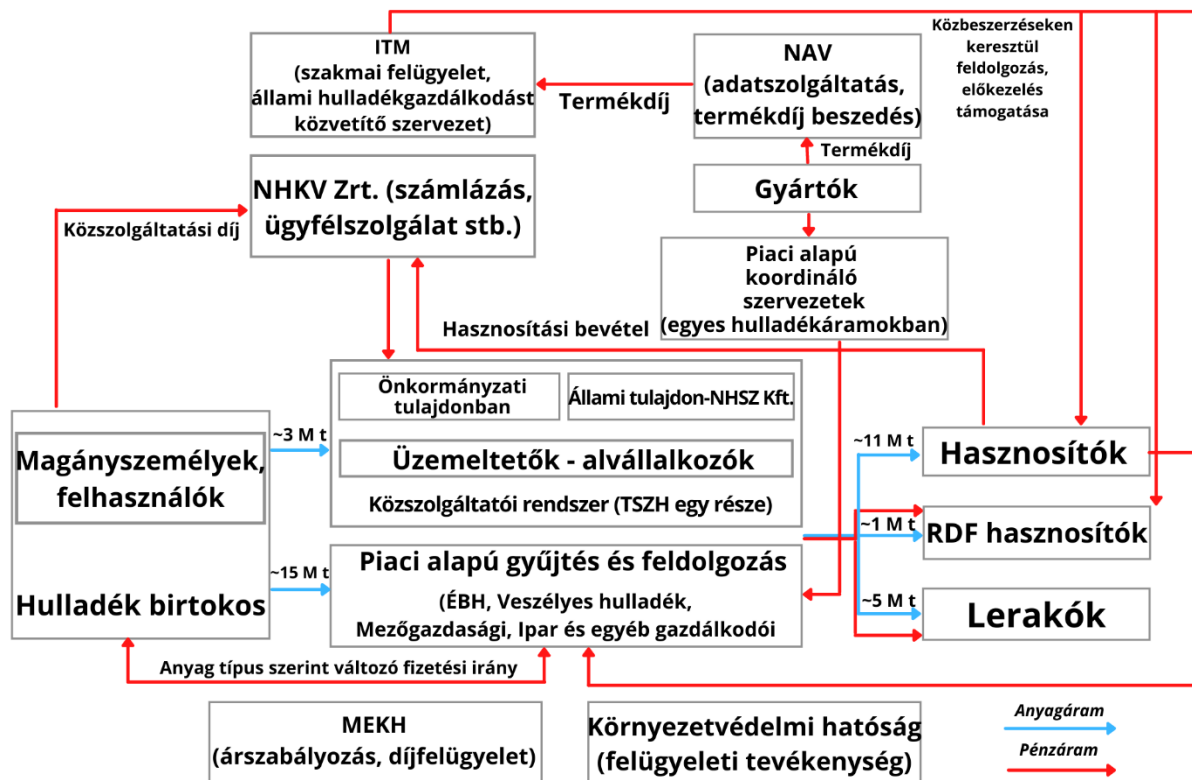 ITM
(szakmai felügyelet,
állami hulladékgazdálkodást
közvetítő szervezet)
Termékdíj
NAV
(adatszolgáltatás,
termékdíj beszedés)
Közbeszerzéseken
keresztül
feldolgozás,
előkezelés
támogatása
Termékdíj
Gyártók
NHKV Zrt. (számlázás,
ügyfélszolgálat stb.)
Közszolgáltatási díj
Piaci alapú
koordináló
szervezetek
(egyes hulladékáramokban)
Hasznosítási bevétel
Önkormányzati
tulajdonban
Állami tulajdon-NHSZ Kft.
~3 M t
Magányszemélyek,
felhasználók
Üzemeltetők - alvállalkozók
Közszolgáltatói rendszer (TSZH egy része)
~11 M t
Hasznosítók
~1 M t
RDF hasznosítók
~15 M t
Hulladék birtokos
Piaci alapú gyűjtés és feldolgozás
(ÉBH, Veszélyes hulladék,
Mezőgazdasági, Ipar és egyéb gazdálkodói
~5 M t
Lerakók
Anyag típus szerint változó fizetési irány
MEKH
(árszabályozás, díjfelügyelet)
Környezetvédelmi hatóság
(felügyeleti tevékenység)
Anyagáram
Pénzáram